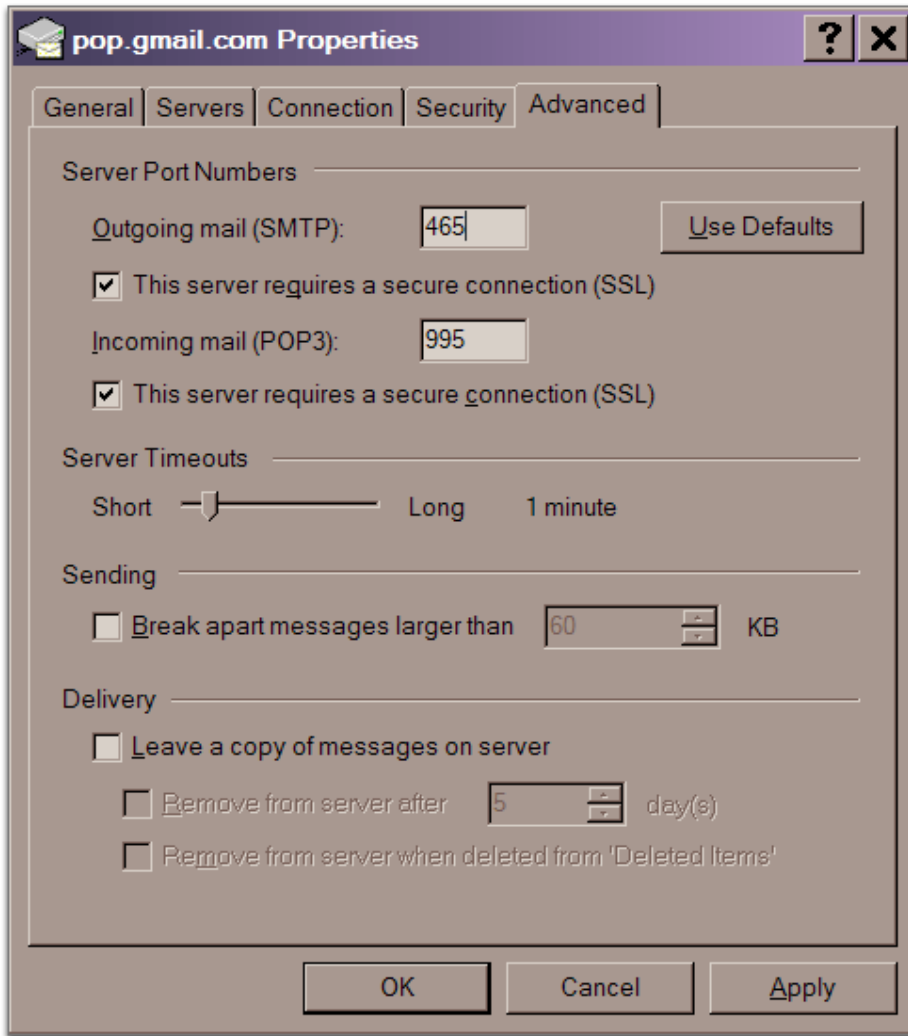 pop.gmail.com Properties
General Servers Connection Security Advanced
Server Port Numbers
Outgoing mail (SMTP): 465 Use Defaults
This server requires a secure connection (SSL)
Incoming mail (POP3): 995
This server requires a secure connection (SSL)
Server Timeouts
Short Long 1 minute
Sending
Break apart messages larger than 60 KB
Delivery
Leave a copy of messages on server
Remove from server after 5 day(s)
Remove from server when deleted from 'Deleted Items'
OK Cancel Apply